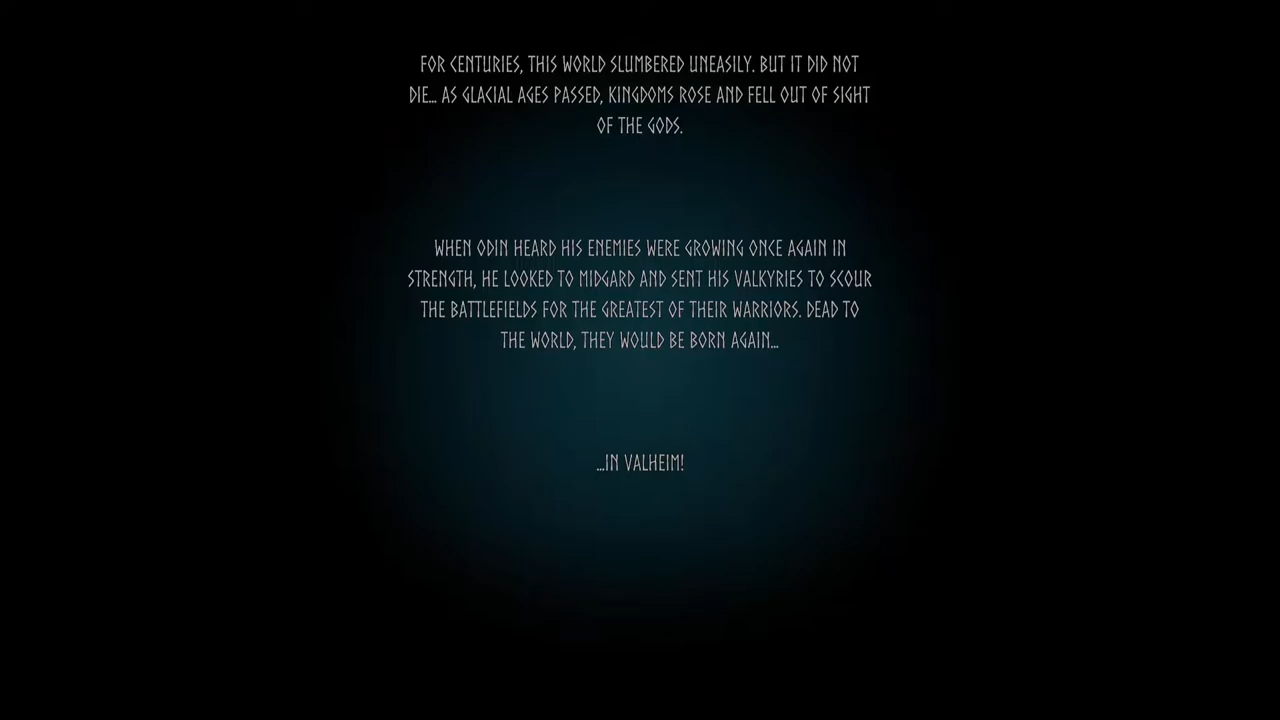 FOR CENTURIES, THIS WORLD SLUMBERED UNEASILY. BUT IT DID NOT
DIE... AS GLACIAL AGES PASSED, KINGDOMS ROSE AND FELL OUT OF SIGHT
OF THE GODS.
WHEN ODIN HEARD HIS ENEMIES WERE GROWING ONCE AGAIN IN
STRENGTH, HE LOOKED TO MIDGARD AND SENT HIS VALKYRIES TO SCOUR
THE BATTLEFIELDS FOR THE GREATEST OF THEIR WARRIORS. DEAD TO
THE WORLD, THEY WOULD BE BORN AGAIN...
...IN VALHEIM!